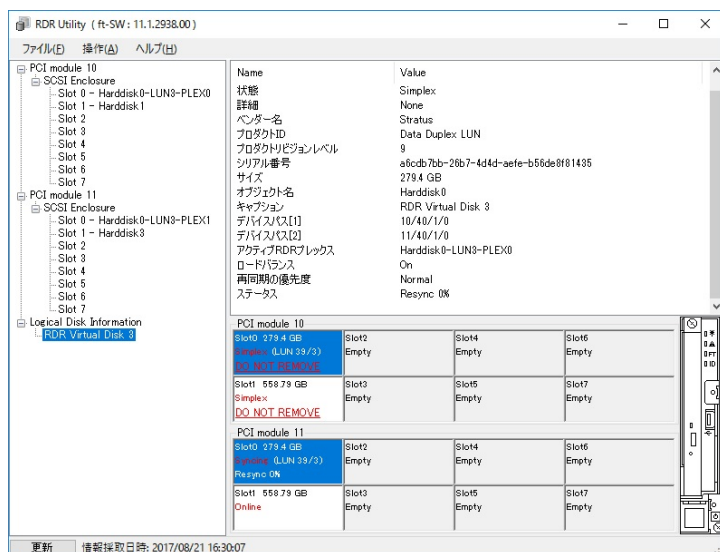 RDR Utility ( ft-SW : 11.1.2938.00 )
ファイル(F) 操作(A) ヘルプ(H)
PCI module 10
SCSI Enclosure
Slot 0 - Harddisk0-LUN3-PLEX0
Slot 1 - Harddisk1
Slot 2
Slot 3
Slot 4
Slot 5
Slot 6
Slot 7
PCI module 11
SCSI Enclosure
Slot 0 - Harddisk0-LUN3-PLEX1
Slot 1 - Harddisk3
Slot 2
Slot 3
Slot 4
Slot 5
Slot 6
Slot 7
Logical Disk Information
RDR Virtual Disk 3
Name Value
状態 Simplex
詳細 None
ベンダー名 Stratus
プロダクトID Data Duplex LUN
プロダクトリビジョンレベル 9
シリアル番号 a6cdb7bb-26b7-4d4d-aefe-b56de8f81435
サイズ 279.4 GB
オブジェクト名 Harddisk0
キャプション RDR Virtual Disk 3
デバイスパス[1] 10/40/1/0
デバイスパス[2] 11/40/1/0
アクティブRDRプレックス Harddisk0-LUN3-PLEX0
ロードバランス On
再同期の優先度 Normal
ステータス Resync 0%
PCI module 10
Slot0 279.4 GB Slot2 Slot4 Slot6
Simplex (LUN 39/3) Empty Empty Empty
DO NOT REMOVE
Slot1 558.79 GB Slot3 Slot5 Slot7
Simplex Empty Empty Empty
DO NOT REMOVE
PCI module 11
Slot0 279.4 GB Slot2 Slot4 Slot6
Syncing (LUN 39/3) Empty Empty Empty
Resync 0%
Slot1 558.79 GB Slot3 Slot5 Slot7
Online Empty Empty Empty
更新 情報採取日時: 2017/08/21 16:30:07